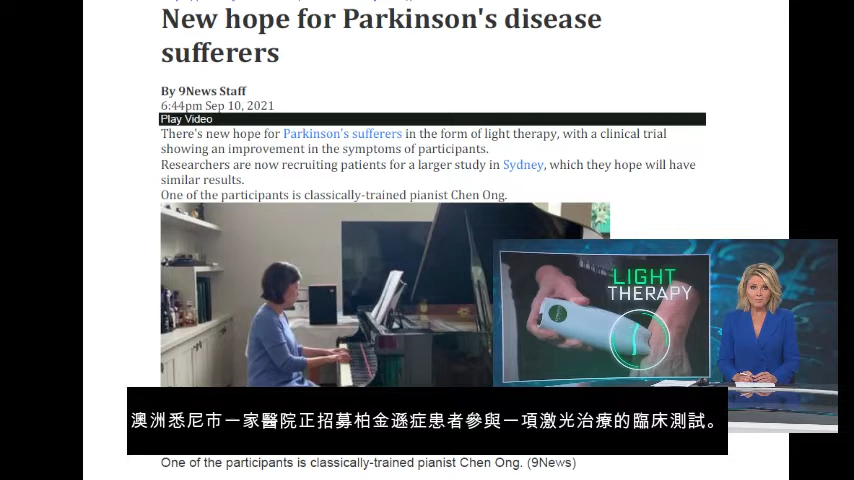 New hope for Parkinson's disease
sufferers
By 9News Staff
6:44pm Sep 10, 2021
Play Video
There's new hope for Parkinson's sufferers in the form of light therapy, with a clinical trial
showing an improvement in the symptoms of participants.
Researchers are now recruiting patients for a larger study in Sydney, which they hope will have
similar results.
One of the participants is classically-trained pianist Chen Ong.
LIGHT
THERAPY
澳洲悉尼市一家醫院正招募柏金遜症患者參與一項激光治療的臨床測試。
One of the participants is classically-trained pianist Chen Ong. (9News)